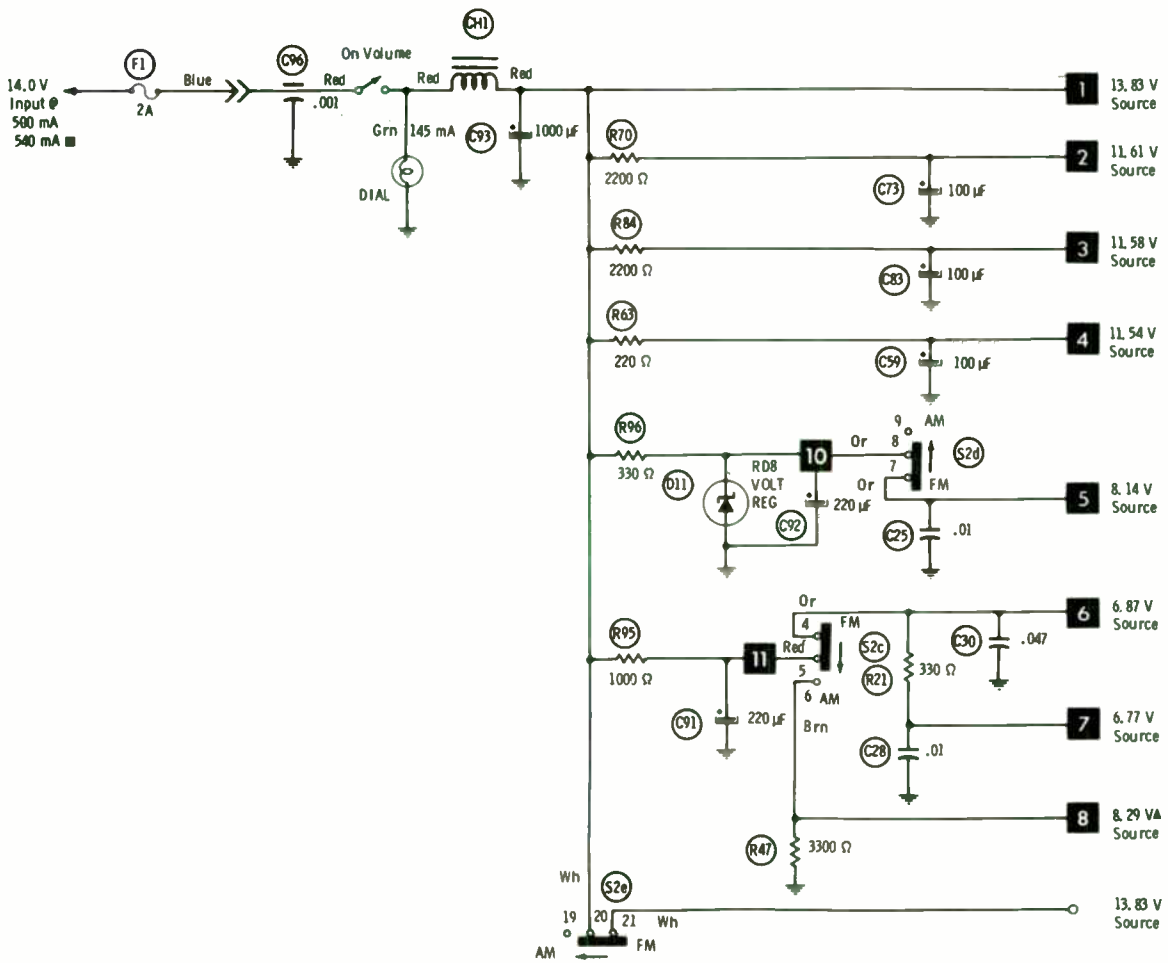 CH1
F1
C96
On Volume
14.0 V
Input @
500 mA
540 mA ■
Blue
2A
Red
.001
Red
Red
1
13.83 V
Source
Grn
145 mA
C93
1000 µF
DIAL
R70
2200 Ω
C73
100 µF
2
11.61 V
Source
R84
2200 Ω
C83
100 µF
3
11.58 V
Source
R63
220 Ω
C59
100 µF
4
11.54 V
Source
R96
330 Ω
D11
RD8
VOLT
REG
10
C92
220 µF
Or
9
AM
8
7
S2d
Or
FM
C25
.01
5
8.14 V
Source
R95
1000 Ω
C91
220 µF
11
Or
4
FM
Red
S2c
5
6
AM
Brn
R21
330 Ω
C30
.047
6
6.87 V
Source
C28
.01
7
6.77 V
Source
R47
3300 Ω
8
8.29 V▲
Source
Wh
S2e
19
20
21
Wh
AM
FM
13.83 V
Source